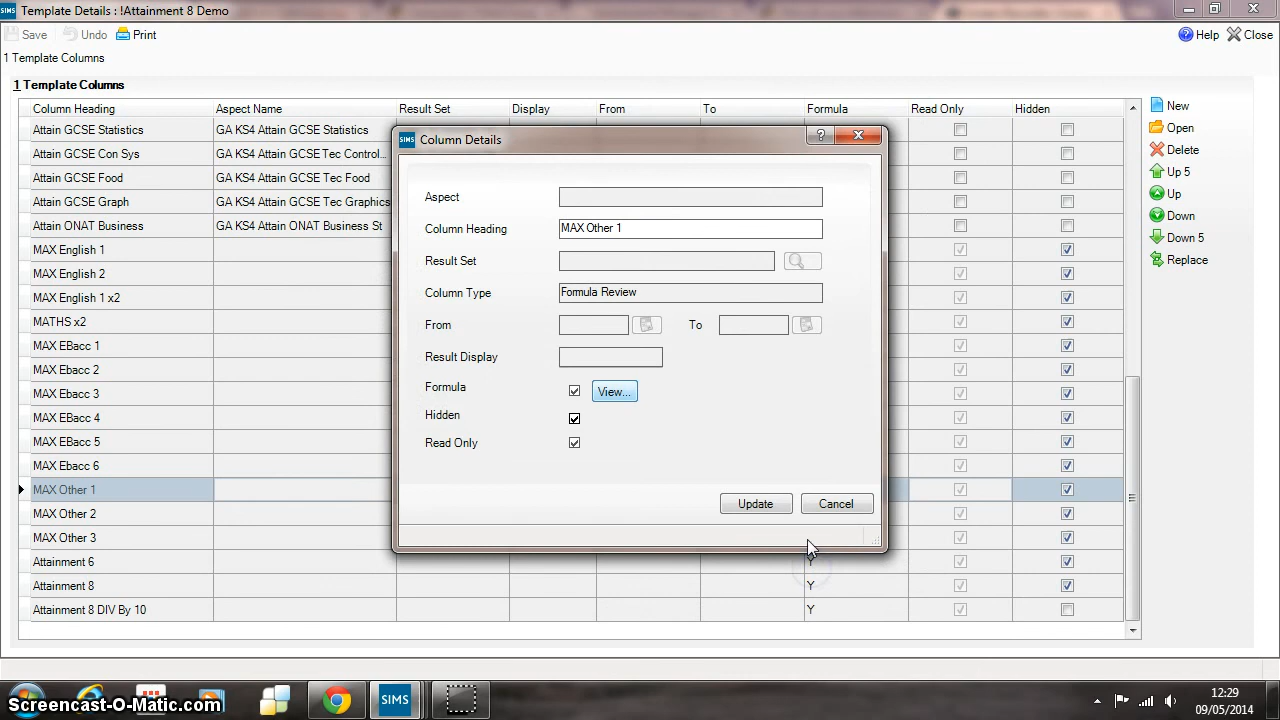 SIMS Template Details : !Attainment 8 Demo
Save Undo Print Help Close
1 Template Columns
1 Template Columns
Column Heading Aspect Name Result Set Display From To Formula Read Only Hidden
Attain GCSE Statistics GA KS4 Attain GCSE Statistics
Attain GCSE Con Sys GA KS4 Attain GCSE Tec Control...
Attain GCSE Food GA KS4 Attain GCSE Tec Food
Attain GCSE Graph GA KS4 Attain GCSE Tec Graphics
Attain ONAT Business GA KS4 Attain ONAT Business St
MAX English 1
MAX English 2
MAX English 1 x2
MATHS x2
MAX EBacc 1
MAX Ebacc 2
MAX EBacc 3
MAX EBacc 4
MAX EBacc 5
MAX Ebacc 6
MAX Other 1
MAX Other 2
MAX Other 3
Attainment 6 Y
Attainment 8 Y
Attainment 8 DIV By 10 Y
New
Open
Delete
Up 5
Up
Down
Down 5
Replace
SIMS Column Details ?
Aspect
Column Heading MAX Other 1
Result Set
Column Type Formula Review
From To
Result Display
Formula View...
Hidden
Read Only
Update Cancel
Screencast-O-Matic.com
SIMS
12:29
09/05/2014